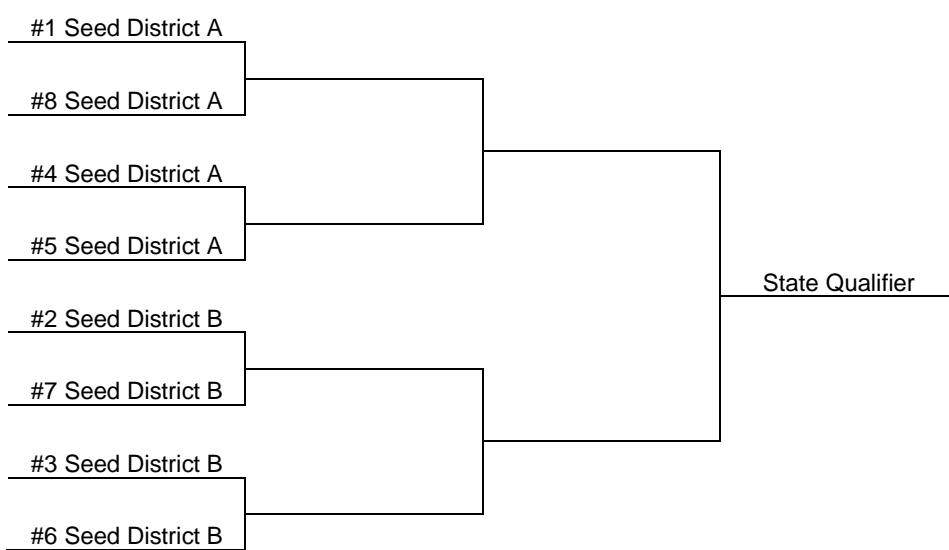 #1 Seed District A
#8 Seed District A
#4 Seed District A
#5 Seed District A
State Qualifier
#2 Seed District B
#7 Seed District B
#3 Seed District B
#6 Seed District B